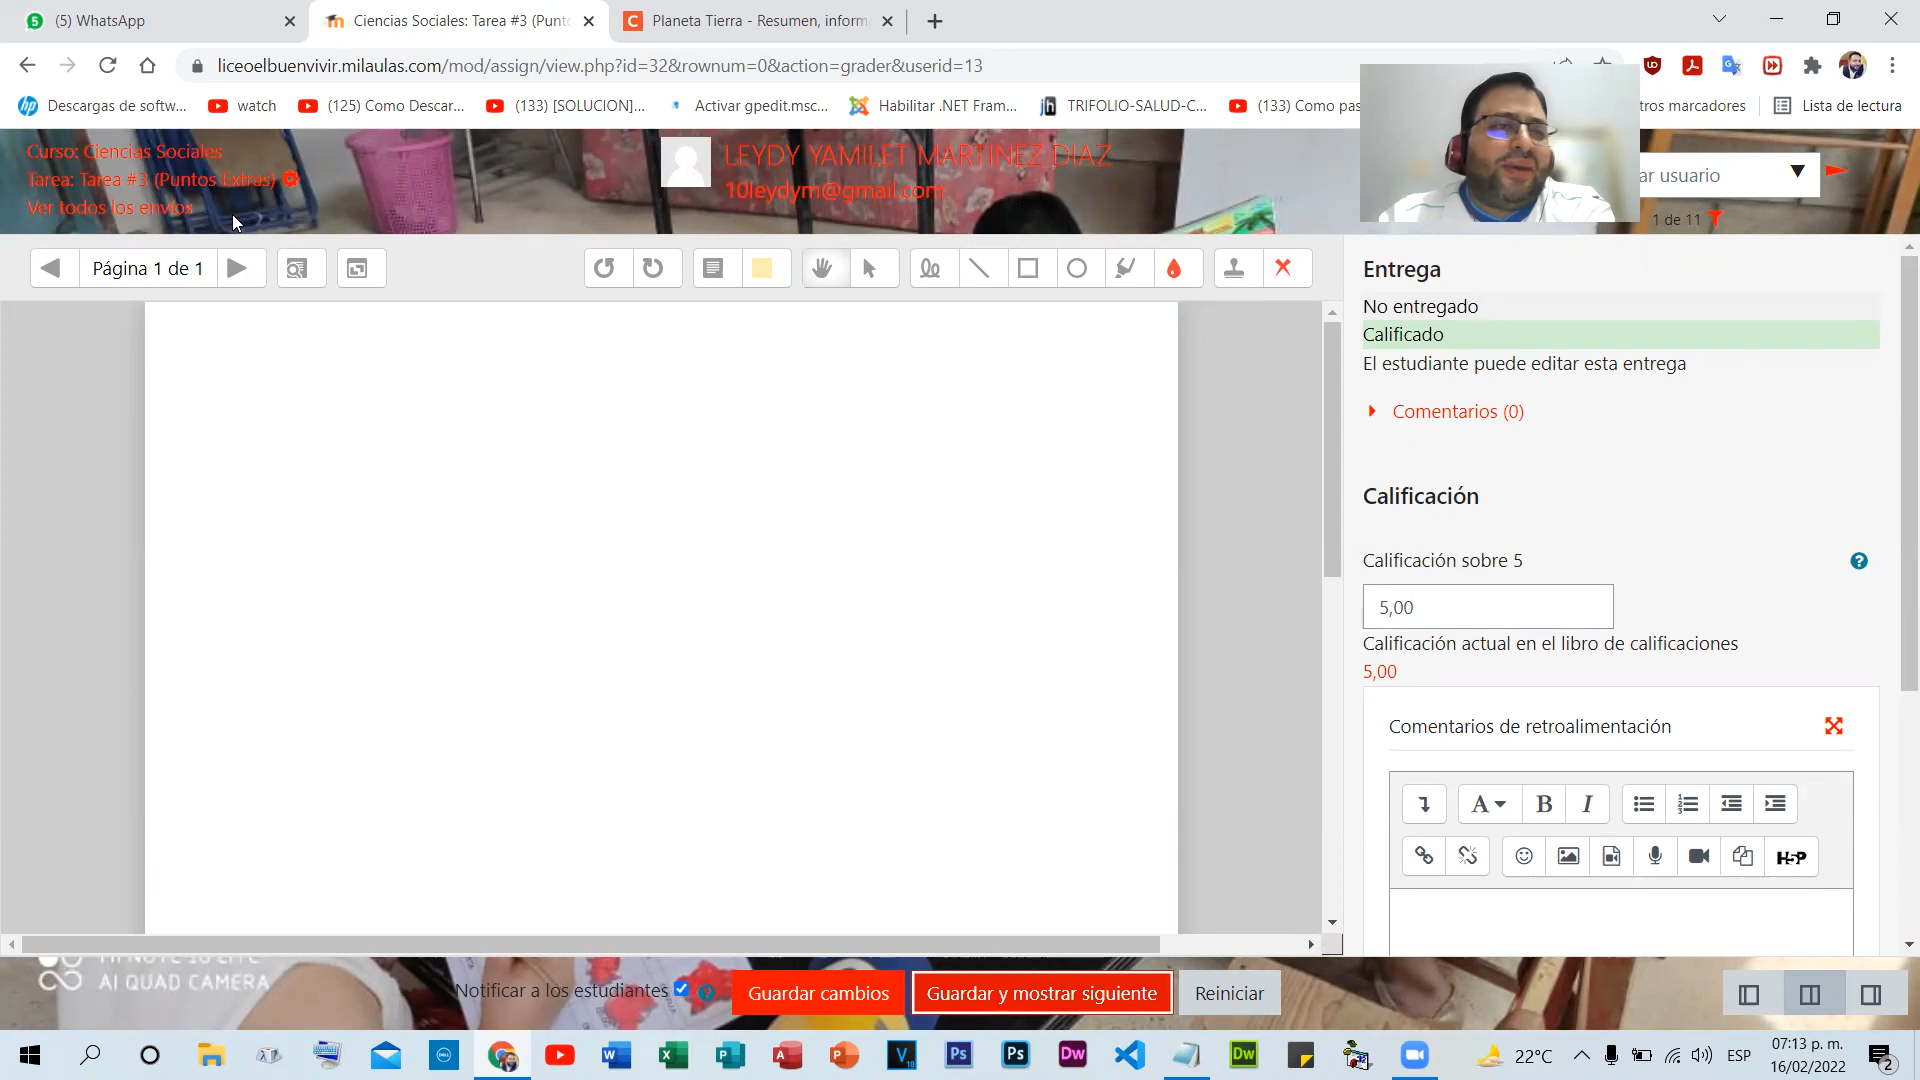 (5) WhatsApp
Ciencias Sociales: Tarea #3 (Punto
Planeta Tierra - Resumen, inform
liceoelbuenvivir.milaulas.com/mod/assign/view.php?id=32&rownum=0&action=grader&userid=13
Descargas de softw...
watch
(125) Como Descar...
(133) [SOLUCION]...
Activar gpedit.msc...
Habilitar .NET Fram...
TRIFOLIO-SALUD-C...
(133) Como pas
tros marcadores
Lista de lectura
Curso: Ciencias Sociales
Tarea: Tarea #3 (Puntos Extras)
Ver todos los envíos
LEYDY YAMILET MARTINEZ DIAZ
10leydym@gmail.com
ar usuario
1 de 11
Página 1 de 1
Entrega
No entregado
Calificado
El estudiante puede editar esta entrega
Comentarios (0)
Calificación
Calificación sobre 5
5,00
Calificación actual en el libro de calificaciones
5,00
Comentarios de retroalimentación
A
B
I
H5P
AI QUAD CAMERA
Notificar a los estudiantes
Guardar cambios
Guardar y mostrar siguiente
Reiniciar
22°C
ESP
07:13 p. m.
16/02/2022
2